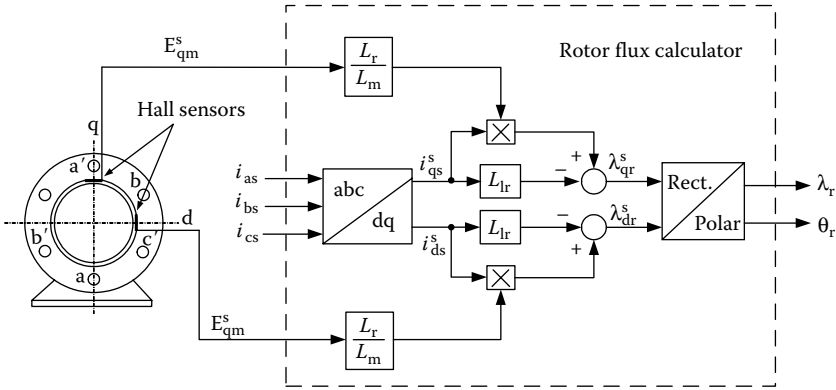 E^s_qm
L_r
L_m
Rotor flux calculator
Hall sensors
q
a′
b
d
b′
c′
a
i_as
i_bs
i_cs
abc
dq
i^s_qs
i^s_ds
×
L_lr
L_lr
×
+
−
−
+
λ^s_qr
λ^s_dr
Rect.
Polar
λ_r
θ_r
E^s_qm
L_r
L_m